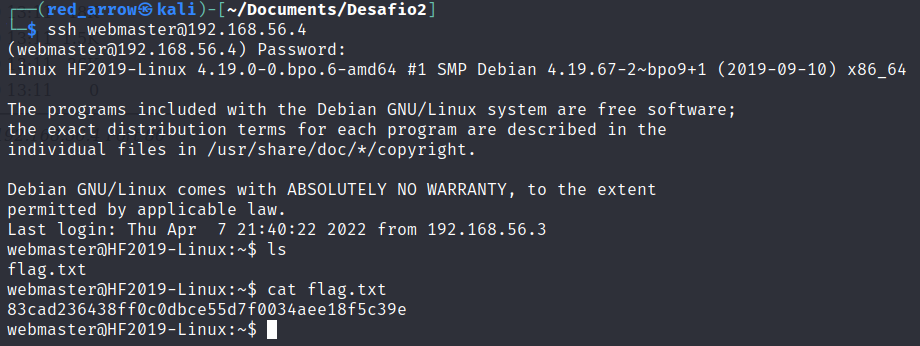 ┌──(red_arrow㉿kali)-[~/Documents/Desafio2]
└─$ ssh webmaster@192.168.56.4
(webmaster@192.168.56.4) Password:
Linux HF2019-Linux 4.19.0-0.bpo.6-amd64 #1 SMP Debian 4.19.67-2~bpo9+1 (2019-09-10) x86_64

The programs included with the Debian GNU/Linux system are free software;
the exact distribution terms for each program are described in the
individual files in /usr/share/doc/*/copyright.

Debian GNU/Linux comes with ABSOLUTELY NO WARRANTY, to the extent
permitted by applicable law.
Last login: Thu Apr  7 21:40:22 2022 from 192.168.56.3
webmaster@HF2019-Linux:~$ ls
flag.txt
webmaster@HF2019-Linux:~$ cat flag.txt
83cad236438ff0c0dbce55d7f0034aee18f5c39e
webmaster@HF2019-Linux:~$